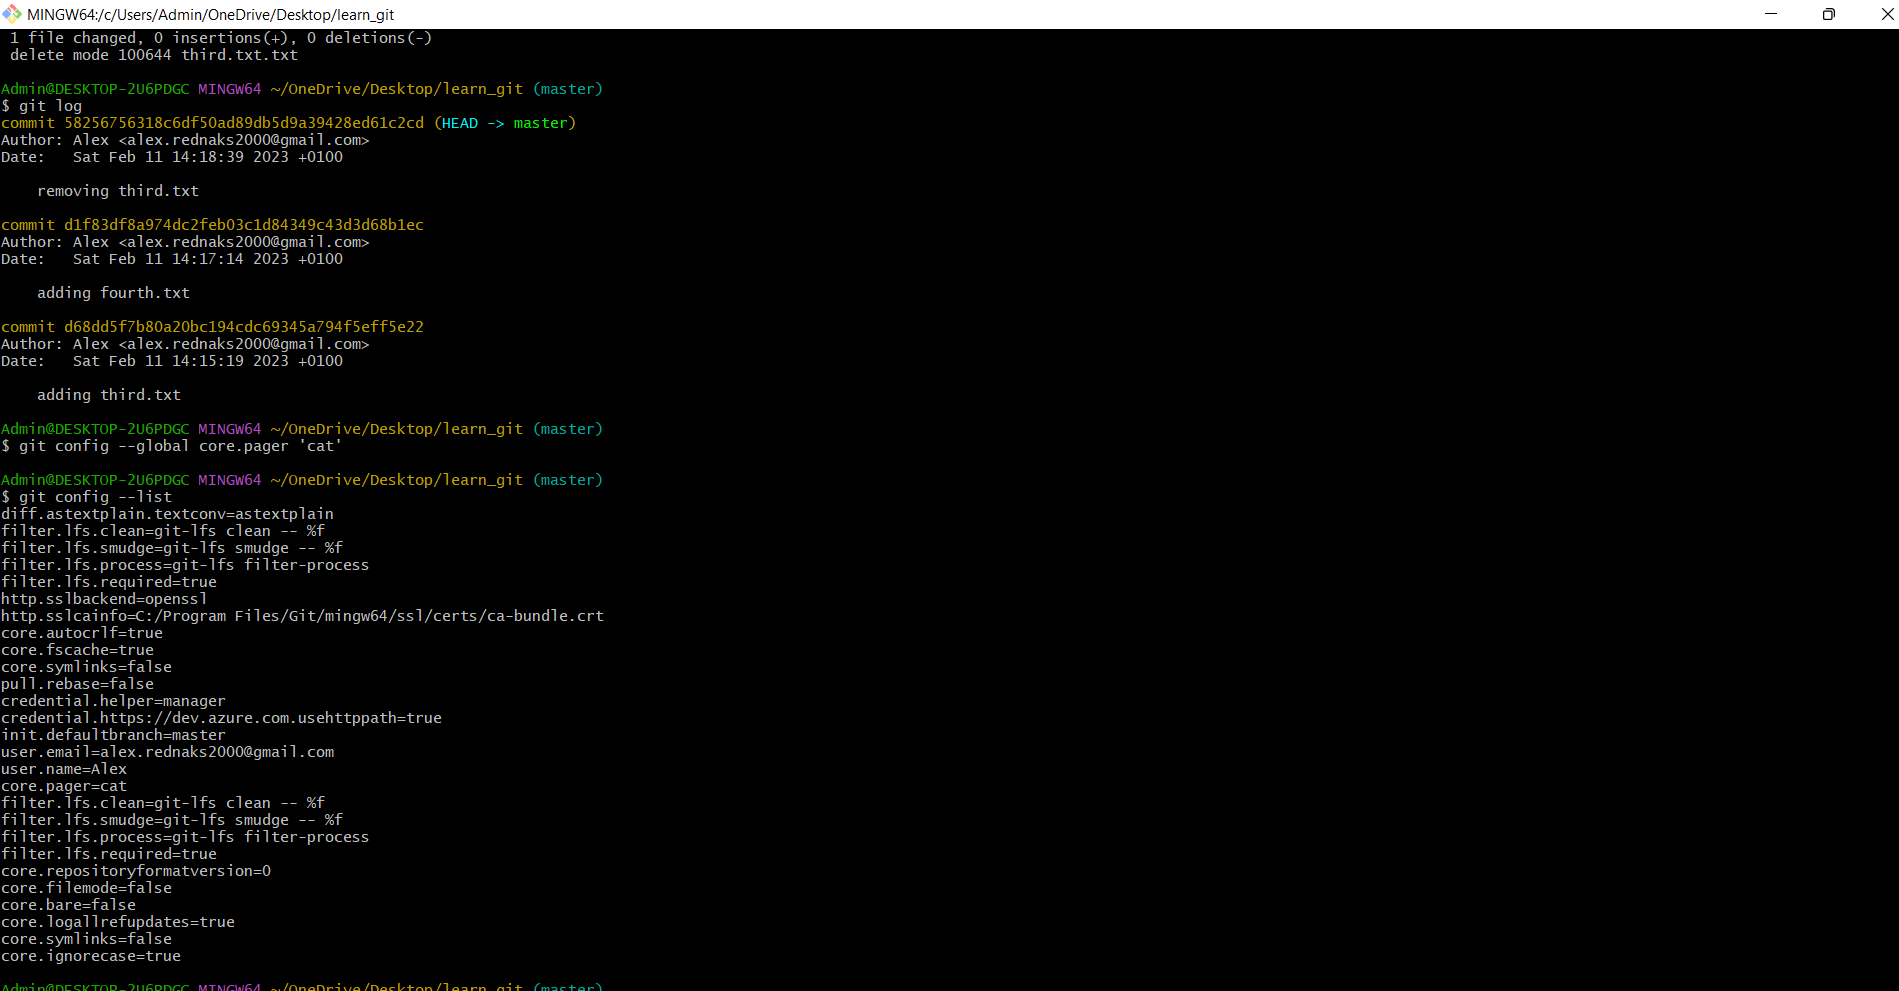 MINGW64:/c/Users/Admin/OneDrive/Desktop/learn_git
 1 file changed, 0 insertions(+), 0 deletions(-)
 delete mode 100644 third.txt.txt
Admin@DESKTOP-2U6PDGC MINGW64 ~/OneDrive/Desktop/learn_git (master)
$ git log
commit 58256756318c6df50ad89db5d9a39428ed61c2cd (HEAD -> master)
Author: Alex <alex.rednaks2000@gmail.com>
Date:   Sat Feb 11 14:18:39 2023 +0100
    removing third.txt
commit d1f83df8a974dc2feb03c1d84349c43d3d68b1ec
Author: Alex <alex.rednaks2000@gmail.com>
Date:   Sat Feb 11 14:17:14 2023 +0100
    adding fourth.txt
commit d68dd5f7b80a20bc194cdc69345a794f5eff5e22
Author: Alex <alex.rednaks2000@gmail.com>
Date:   Sat Feb 11 14:15:19 2023 +0100
    adding third.txt
Admin@DESKTOP-2U6PDGC MINGW64 ~/OneDrive/Desktop/learn_git (master)
$ git config --global core.pager 'cat'
Admin@DESKTOP-2U6PDGC MINGW64 ~/OneDrive/Desktop/learn_git (master)
$ git config --list
diff.astextplain.textconv=astextplain
filter.lfs.clean=git-lfs clean -- %f
filter.lfs.smudge=git-lfs smudge -- %f
filter.lfs.process=git-lfs filter-process
filter.lfs.required=true
http.sslbackend=openssl
http.sslcainfo=C:/Program Files/Git/mingw64/ssl/certs/ca-bundle.crt
core.autocrlf=true
core.fscache=true
core.symlinks=false
pull.rebase=false
credential.helper=manager
credential.https://dev.azure.com.usehttppath=true
init.defaultbranch=master
user.email=alex.rednaks2000@gmail.com
user.name=Alex
core.pager=cat
filter.lfs.clean=git-lfs clean -- %f
filter.lfs.smudge=git-lfs smudge -- %f
filter.lfs.process=git-lfs filter-process
filter.lfs.required=true
core.repositoryformatversion=0
core.filemode=false
core.bare=false
core.logallrefupdates=true
core.symlinks=false
core.ignorecase=true
Admin@DESKTOP-2U6PDGC MINGW64 ~/OneDrive/Desktop/learn_git (master)